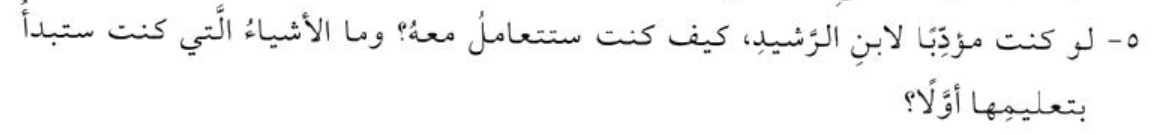 ٥- لو كنت مؤدِّبًا لابنِ الرَّشيدِ، كيف كنت ستتعاملُ معهُ؟ وما الأشياءُ الَّتي كنت ستبدأُ
بتعليمِها أوَّلًا؟